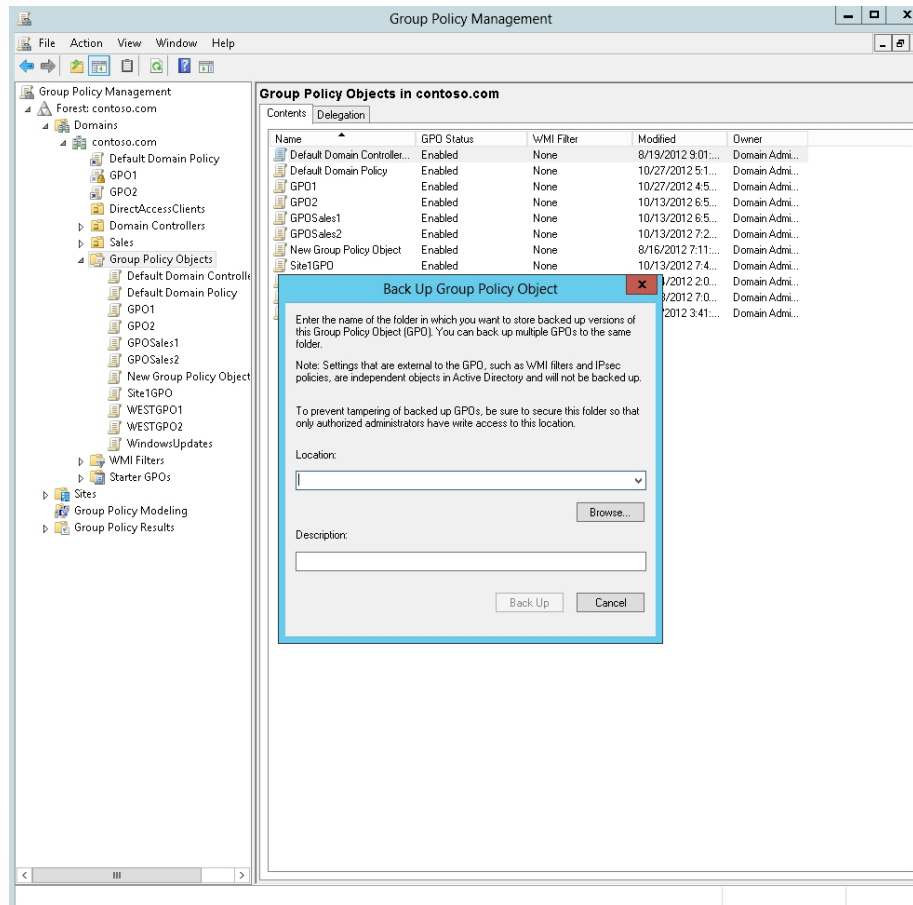 Group Policy Management
File Action View Window Help
Group Policy Management
Forest: contoso.com
Domains
contoso.com
Default Domain Policy
GPO1
GPO2
DirectAccessClients
Domain Controllers
Sales
Group Policy Objects
Default Domain Controlle
Default Domain Policy
GPO1
GPO2
GPOSales1
GPOSales2
New Group Policy Object
Site1GPO
WESTGPO1
WESTGPO2
WindowsUpdates
WMI Filters
Starter GPOs
Sites
Group Policy Modeling
Group Policy Results
Group Policy Objects in contoso.com
Contents Delegation
Name GPO Status WMI Filter Modified Owner
Default Domain Controller... Enabled None 8/19/2012 9:01:... Domain Admi...
Default Domain Policy Enabled None 10/27/2012 5:1... Domain Admi...
GPO1 Enabled None 10/27/2012 4:5... Domain Admi...
GPO2 Enabled None 10/13/2012 6:5... Domain Admi...
GPOSales1 Enabled None 10/13/2012 6:5... Domain Admi...
GPOSales2 Enabled None 10/13/2012 7:2... Domain Admi...
New Group Policy Object Enabled None 8/16/2012 7:11:... Domain Admi...
Site1GPO Enabled None 10/13/2012 7:4... Domain Admi...
/2012 2:0... Domain Admi...
/2012 7:0... Domain Admi...
/2012 3:41:... Domain Admi...
Back Up Group Policy Object
Enter the name of the folder in which you want to store backed up versions of
this Group Policy Object (GPO). You can back up multiple GPOs to the same
folder.
Note: Settings that are external to the GPO, such as WMI filters and IPsec
policies, are independent objects in Active Directory and will not be backed up.
To prevent tampering of backed up GPOs, be sure to secure this folder so that
only authorized administrators have write access to this location.
Location:
Browse...
Description:
Back Up Cancel